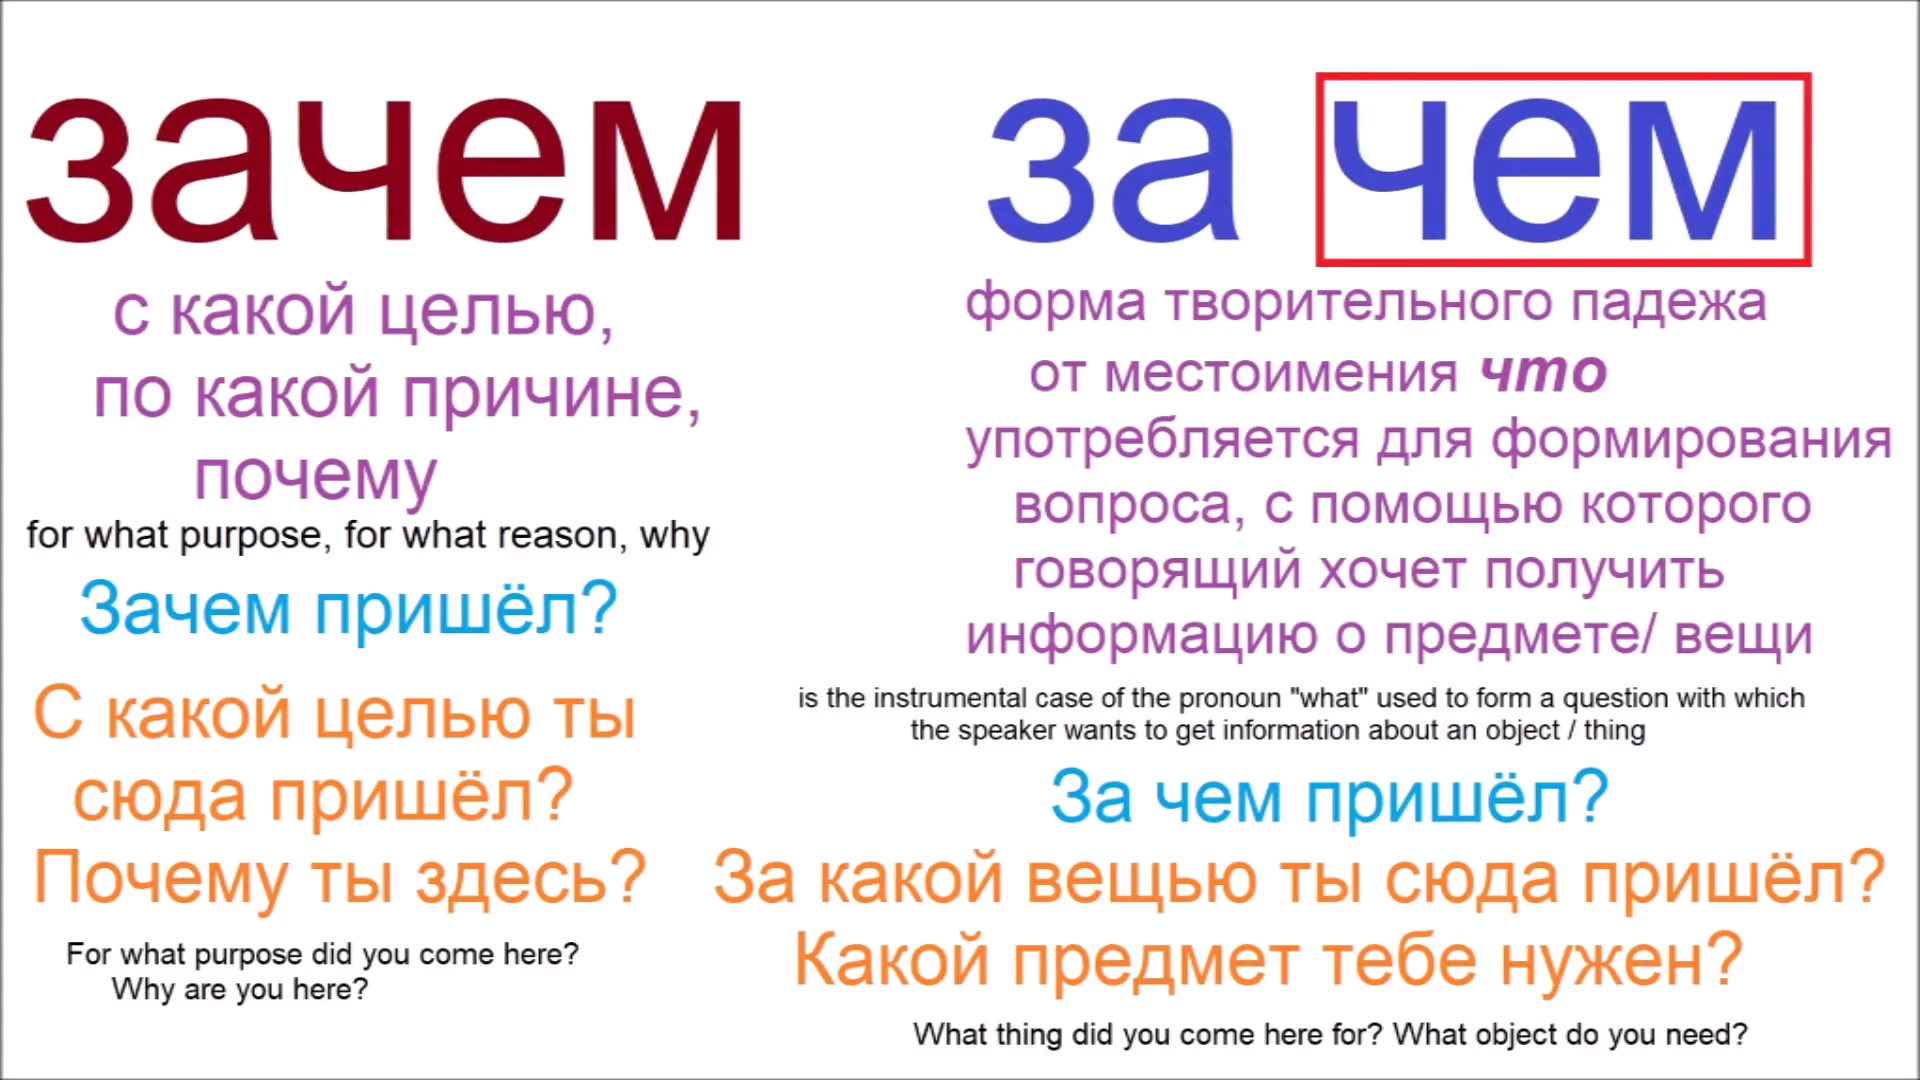 зачем
с какой целью,
по какой причине,
почему
for what purpose, for what reason, why
Зачем пришёл?
С какой целью ты
сюда пришёл?
Почему ты здесь?
For what purpose did you come here?
Why are you here?
за чем
форма творительного падежа
от местоимения что
употребляется для формирования
вопроса, с помощью которого
говорящий хочет получить
информацию о предмете/ вещи
is the instrumental case of the pronoun "what" used to form a question with which
the speaker wants to get information about an object / thing
За чем пришёл?
За какой вещью ты сюда пришёл?
Какой предмет тебе нужен?
What thing did you come here for? What object do you need?